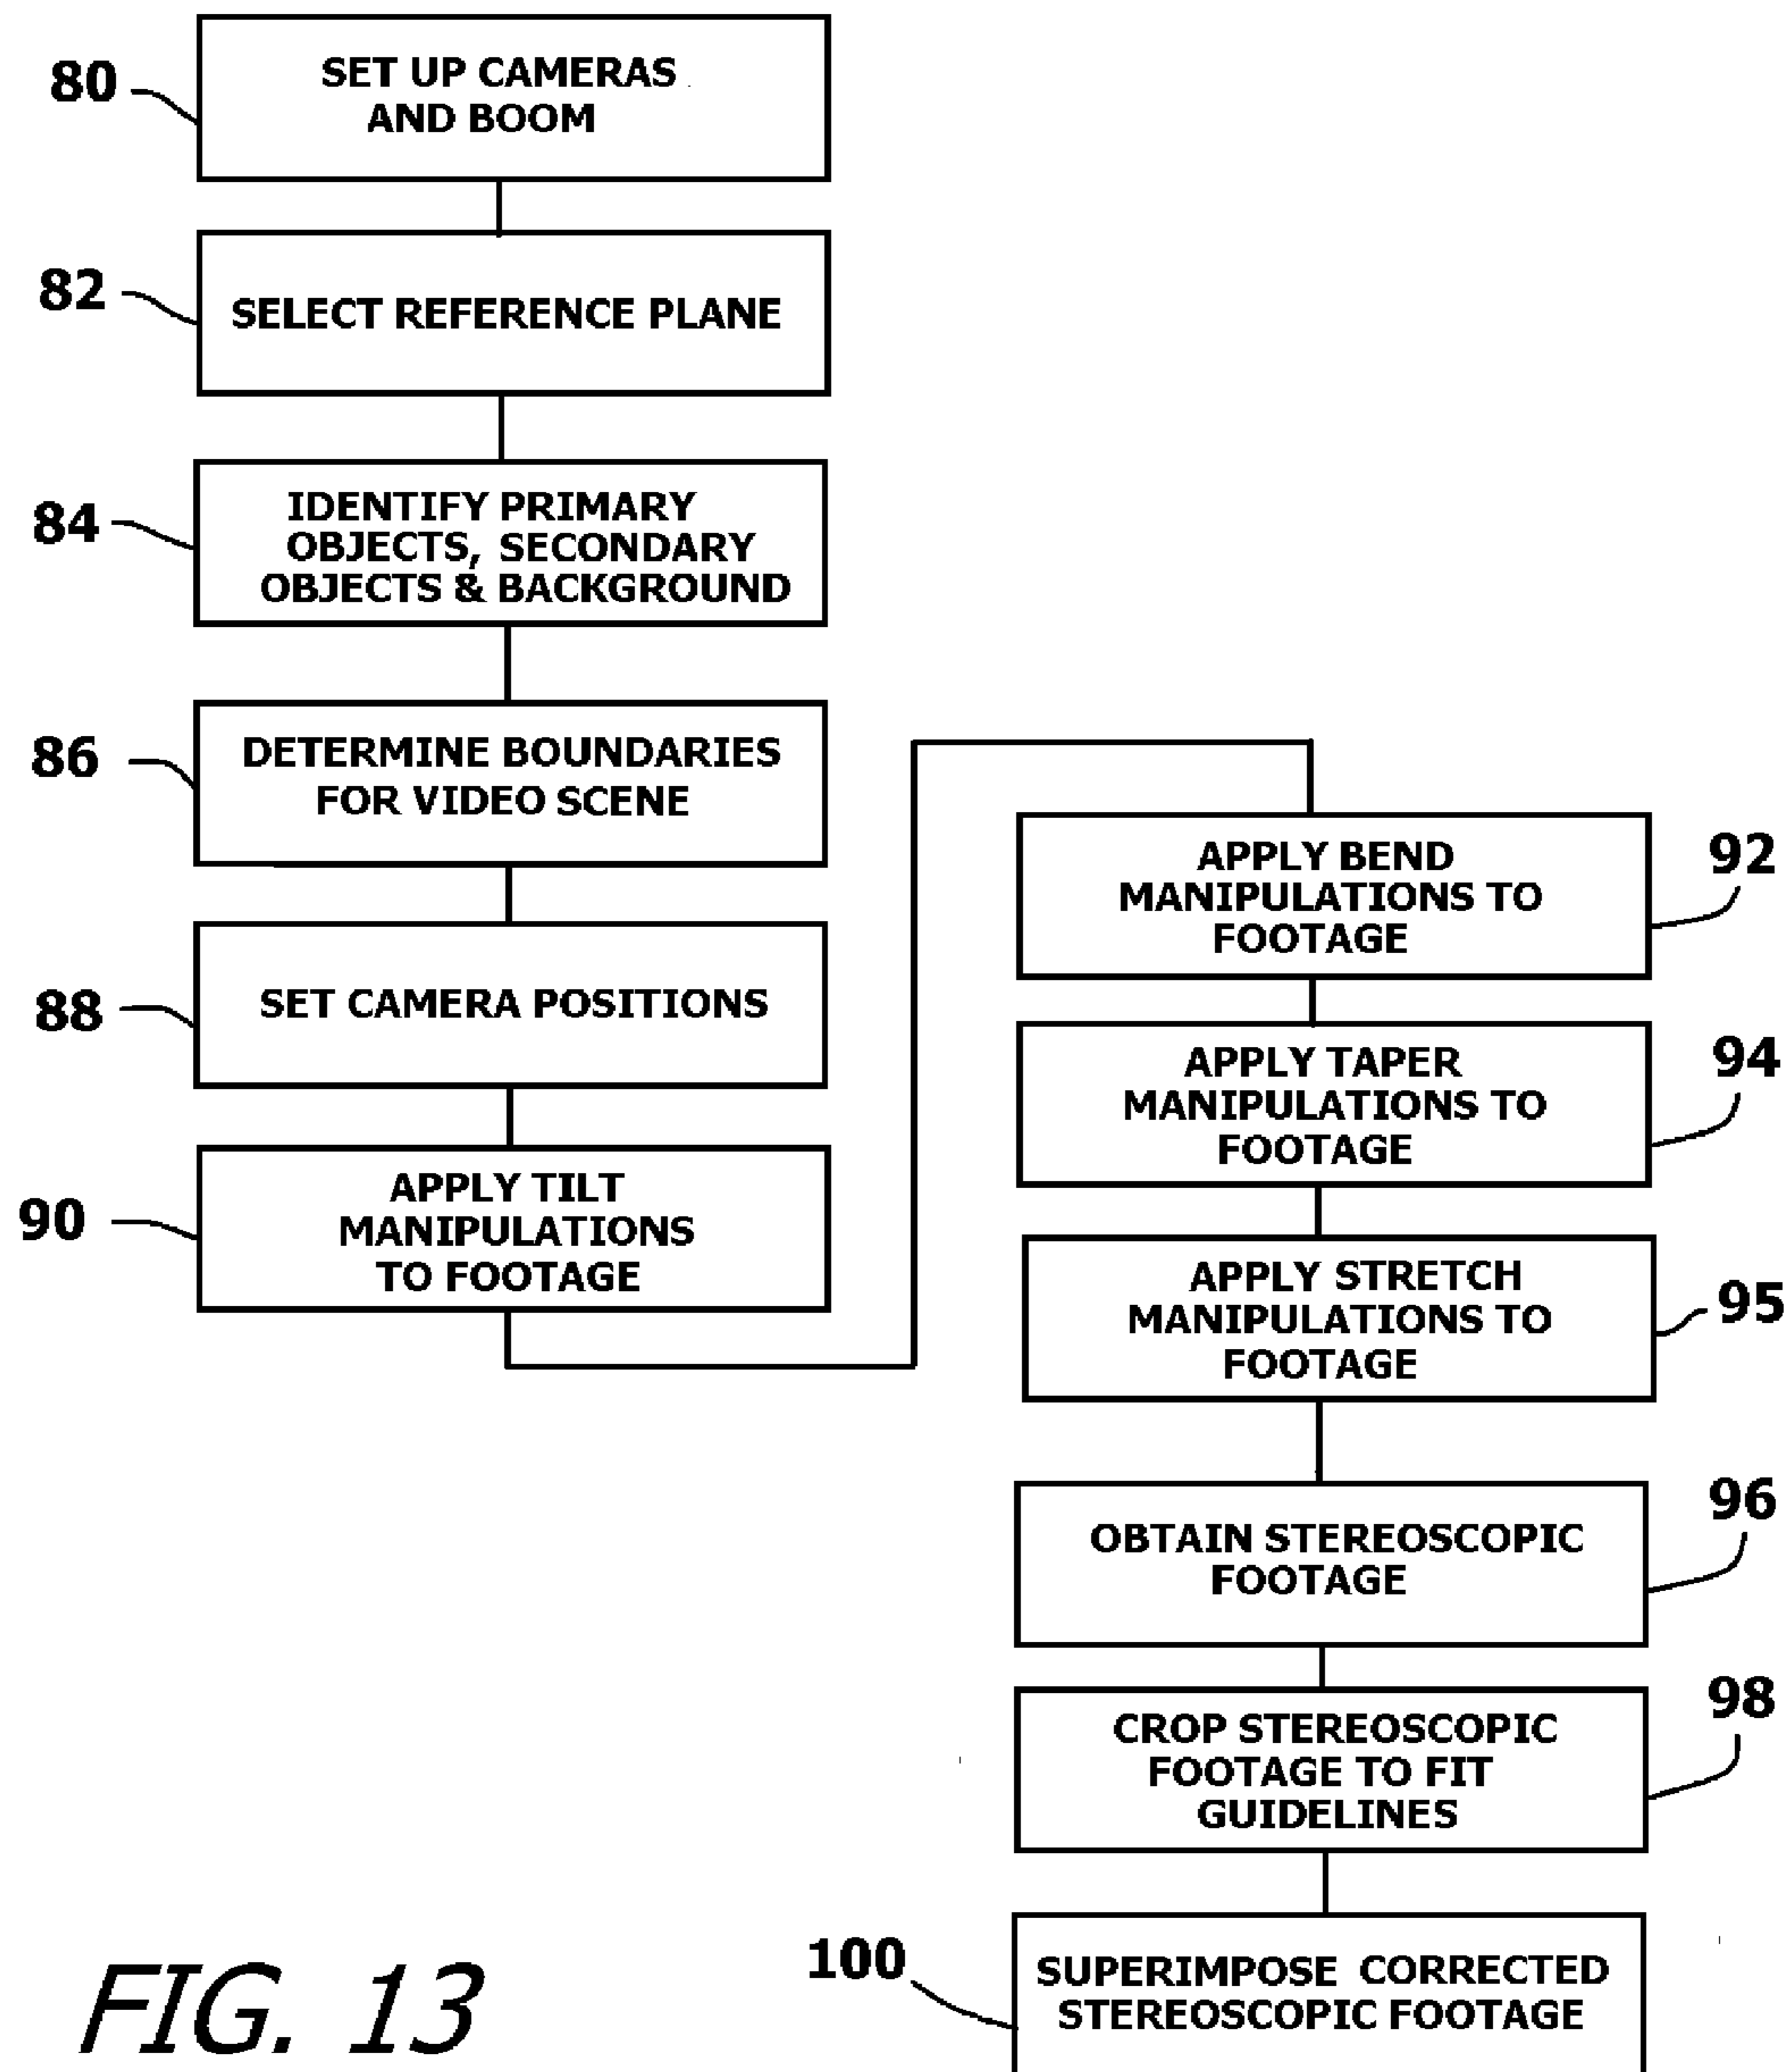 80
SET UP CAMERAS
AND BOOM
82
SELECT REFERENCE PLANE
84
IDENTIFY PRIMARY
OBJECTS, SECONDARY
OBJECTS & BACKGROUND
86
DETERMINE BOUNDARIES
FOR VIDEO SCENE
88
SET CAMERA POSITIONS
90
APPLY TILT
MANIPULATIONS
TO FOOTAGE
92
APPLY BEND
MANIPULATIONS TO
FOOTAGE
94
APPLY TAPER
MANIPULATIONS TO
FOOTAGE
95
APPLY STRETCH
MANIPULATIONS TO
FOOTAGE
96
OBTAIN STEREOSCOPIC
FOOTAGE
98
CROP STEREOSCOPIC
FOOTAGE TO FIT
GUIDELINES
100
SUPERIMPOSE CORRECTED
STEREOSCOPIC FOOTAGE
FIG. 13